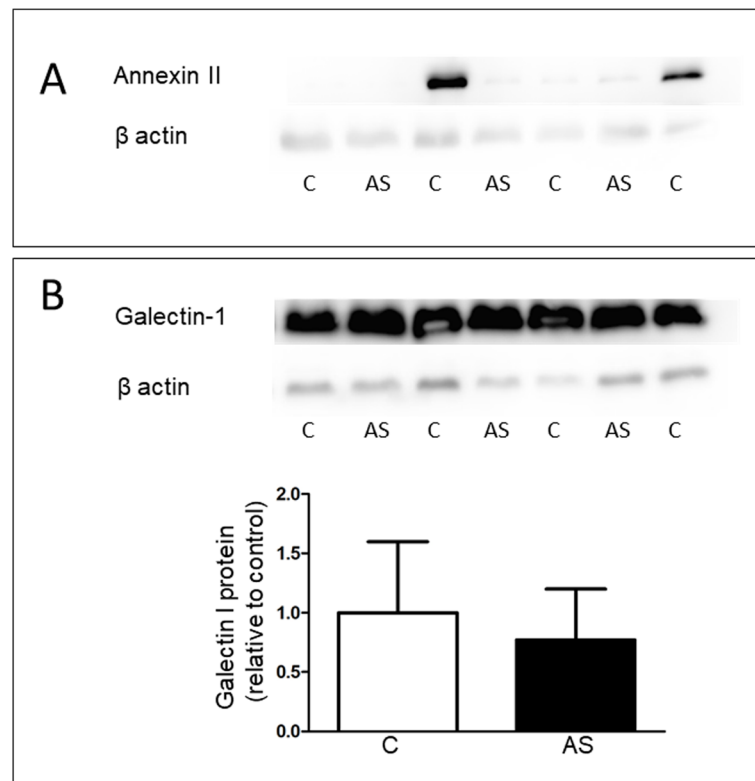 A
Annexin II
β actin
C AS C AS C AS C
B
Galectin-1
β actin
C AS C AS C AS C
Galectin I protein
(relative to control)
2.0
1.5
1.0
0.5
0.0
C AS